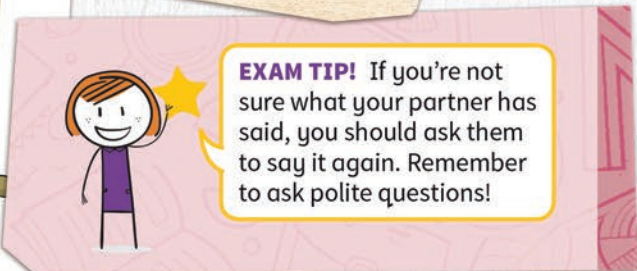 EXAM TIP! If you're not
sure what your partner has
said, you should ask them
to say it again. Remember
to ask polite questions!